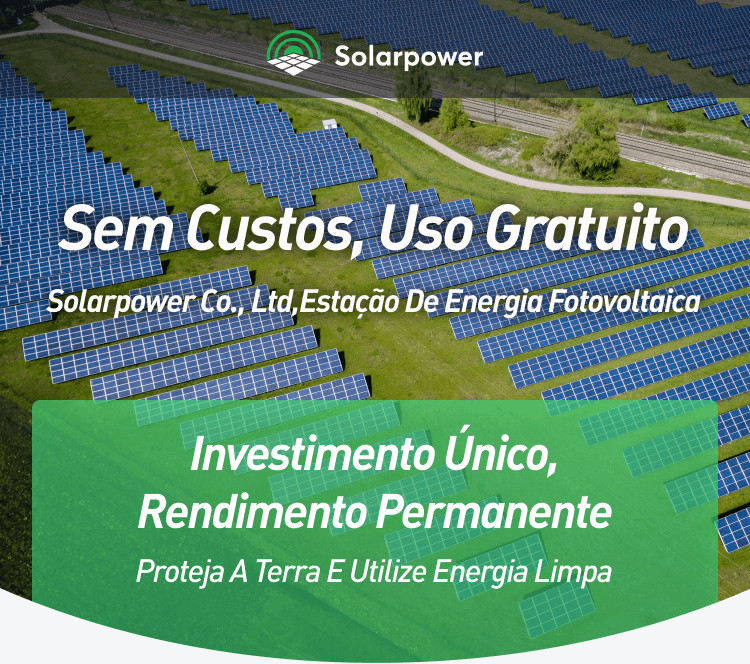 Solarpower
Sem Custos, Uso Gratuito
Solarpower Co., Ltd,Estação De Energia Fotovoltaica
Investimento Único,
Rendimento Permanente
Proteja A Terra E Utilize Energia Limpa